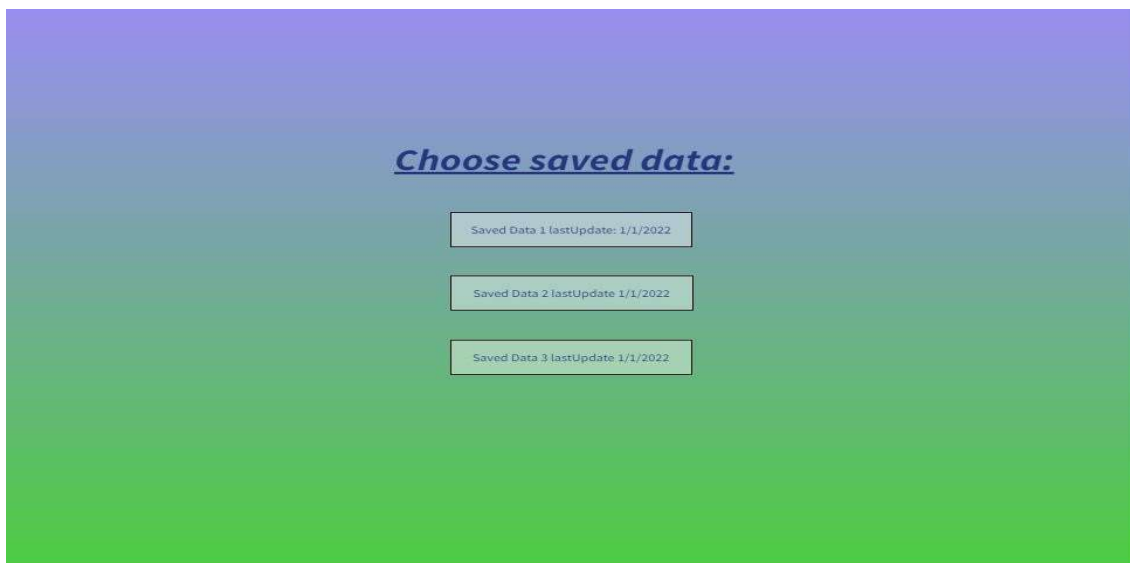 Choose saved data:
Saved Data 1 lastUpdate: 1/1/2022
Saved Data 2 lastUpdate 1/1/2022
Saved Data 3 lastUpdate 1/1/2022